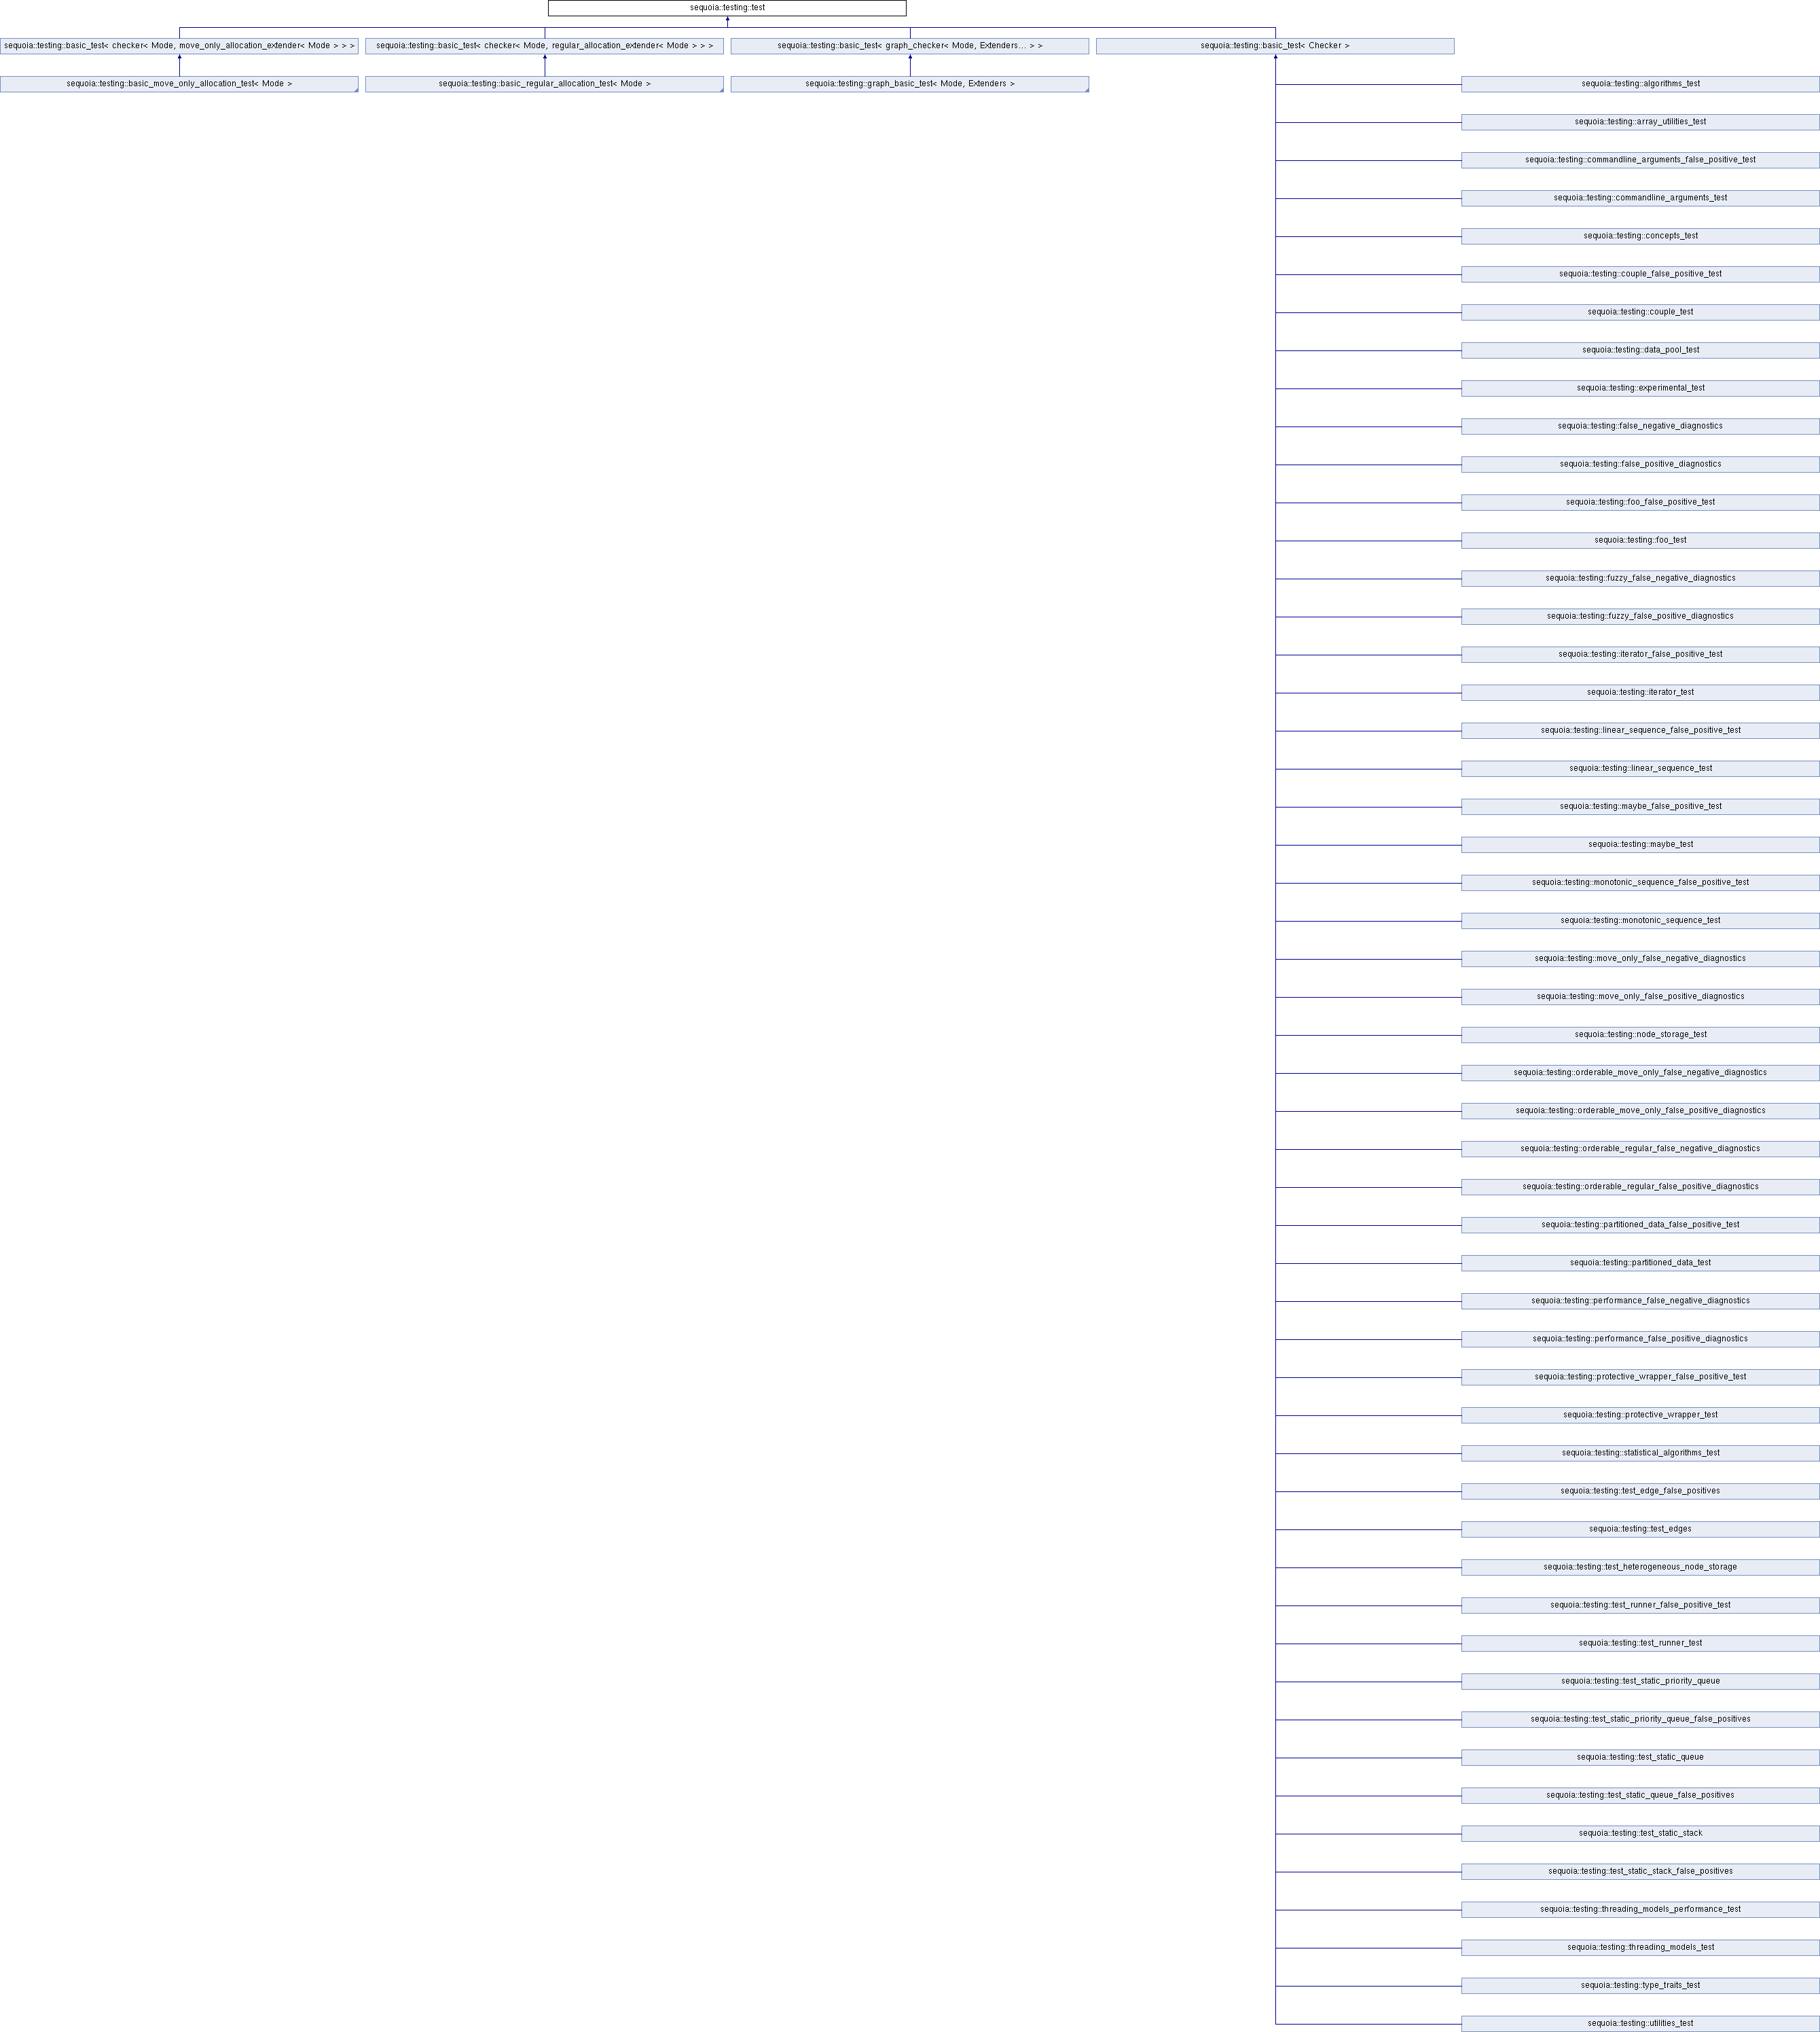 sequoia::testing::test
sequoia::testing::basic_test< checker< Mode, move_only_allocation_extender< Mode > > >
sequoia::testing::basic_test< checker< Mode, regular_allocation_extender< Mode > > >
sequoia::testing::basic_test< graph_checker< Mode, Extenders... > >
sequoia::testing::basic_test< Checker >
sequoia::testing::basic_move_only_allocation_test< Mode >
sequoia::testing::basic_regular_allocation_test< Mode >
sequoia::testing::graph_basic_test< Mode, Extenders >
sequoia::testing::algorithms_test
sequoia::testing::array_utilities_test
sequoia::testing::commandline_arguments_false_positive_test
sequoia::testing::commandline_arguments_test
sequoia::testing::concepts_test
sequoia::testing::couple_false_positive_test
sequoia::testing::couple_test
sequoia::testing::data_pool_test
sequoia::testing::experimental_test
sequoia::testing::false_negative_diagnostics
sequoia::testing::false_positive_diagnostics
sequoia::testing::foo_false_positive_test
sequoia::testing::foo_test
sequoia::testing::fuzzy_false_negative_diagnostics
sequoia::testing::fuzzy_false_positive_diagnostics
sequoia::testing::iterator_false_positive_test
sequoia::testing::iterator_test
sequoia::testing::linear_sequence_false_positive_test
sequoia::testing::linear_sequence_test
sequoia::testing::maybe_false_positive_test
sequoia::testing::maybe_test
sequoia::testing::monotonic_sequence_false_positive_test
sequoia::testing::monotonic_sequence_test
sequoia::testing::move_only_false_negative_diagnostics
sequoia::testing::move_only_false_positive_diagnostics
sequoia::testing::node_storage_test
sequoia::testing::orderable_move_only_false_negative_diagnostics
sequoia::testing::orderable_move_only_false_positive_diagnostics
sequoia::testing::orderable_regular_false_negative_diagnostics
sequoia::testing::orderable_regular_false_positive_diagnostics
sequoia::testing::partitioned_data_false_positive_test
sequoia::testing::partitioned_data_test
sequoia::testing::performance_false_negative_diagnostics
sequoia::testing::performance_false_positive_diagnostics
sequoia::testing::protective_wrapper_false_positive_test
sequoia::testing::protective_wrapper_test
sequoia::testing::statistical_algorithms_test
sequoia::testing::test_edge_false_positives
sequoia::testing::test_edges
sequoia::testing::test_heterogeneous_node_storage
sequoia::testing::test_runner_false_positive_test
sequoia::testing::test_runner_test
sequoia::testing::test_static_priority_queue
sequoia::testing::test_static_priority_queue_false_positives
sequoia::testing::test_static_queue
sequoia::testing::test_static_queue_false_positives
sequoia::testing::test_static_stack
sequoia::testing::test_static_stack_false_positives
sequoia::testing::threading_models_performance_test
sequoia::testing::threading_models_test
sequoia::testing::type_traits_test
sequoia::testing::utilities_test